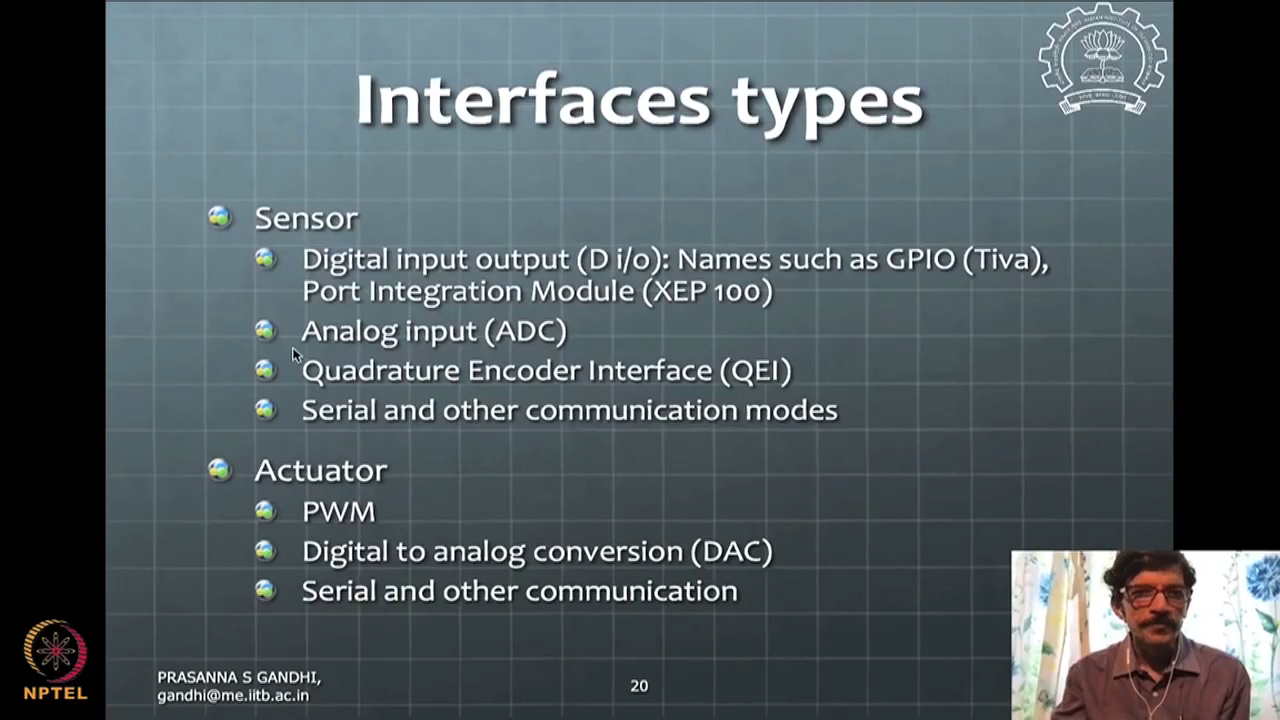 Interfaces types
Sensor
Digital input output (D i/o): Names such as GPIO (Tiva),
Port Integration Module (XEP 100)
Analog input (ADC)
Quadrature Encoder Interface (QEI)
Serial and other communication modes
Actuator
PWM
Digital to analog conversion (DAC)
Serial and other communication
PRASANNA S GANDHI,
gandhi@me.iitb.ac.in
20
NPTEL